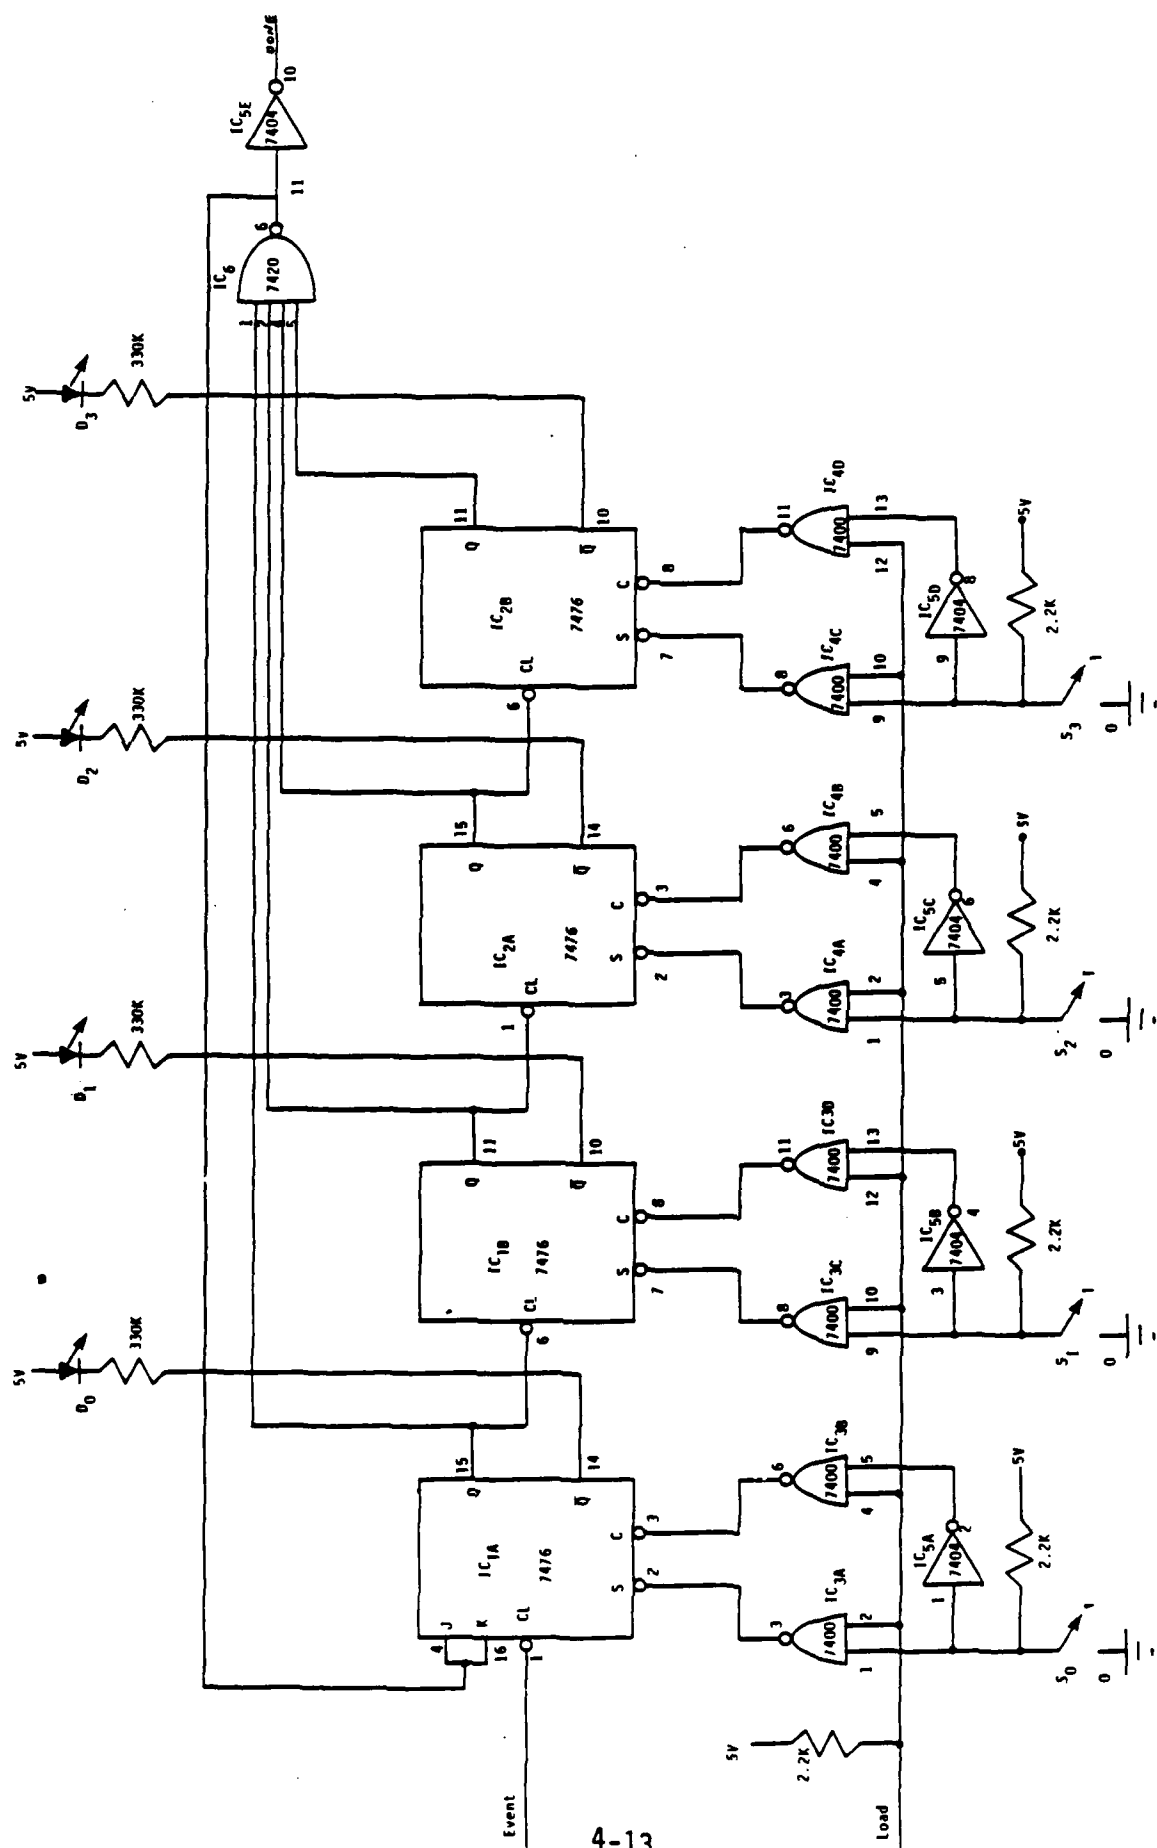 DONE
10
IC5E
7404
11
6
IC6
7420
1
2
4
5
5V
D0
330K
5V
D1
330K
5V
D2
330K
5V
D3
330K
Event
4
J
16
K
1
CL
IC1A
7476
15
Q
14
Q̅
S
C
2
3
6
CL
IC1B
7476
11
Q
10
Q̅
S
C
7
8
1
CL
IC2A
7476
15
Q
14
Q̅
S
C
2
3
6
CL
IC2B
7476
11
Q
10
Q̅
S
C
7
8
3
7400
IC3A
1
2
6
7400
IC3B
4
5
8
7400
IC3C
9
10
11
7400
IC3D
12
13
3
7400
IC4A
1
2
6
7400
IC4B
4
5
8
7400
IC4C
9
10
11
7400
IC4D
12
13
5V
2.2K
Load
IC5A
7404
1
2
2.2K
5V
S0
0
1
IC5B
7404
3
4
2.2K
5V
S1
0
1
IC5C
7404
5
6
2.2K
5V
S2
0
1
IC5D
7404
9
8
2.2K
5V
S3
0
1
4-13